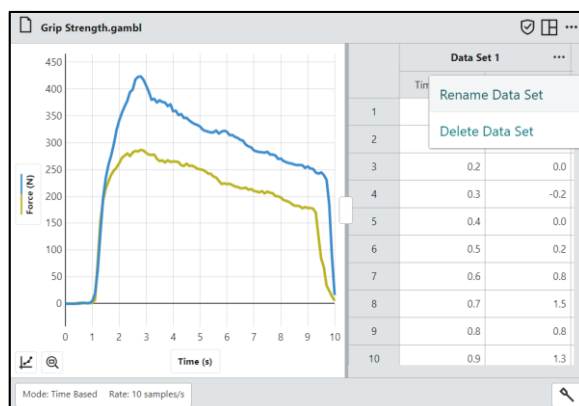 Grip Strength.gambl
Data Set 1
Rename Data Set
Delete Data Set
Force (N)
450
400
350
300
250
200
150
100
50
0
0 1 2 3 4 5 6 7 8 9 10
Time (s)
1
2
3 0.2 0.0
4 0.3 -0.2
5 0.4 0.0
6 0.5 0.2
7 0.6 0.8
8 0.7 1.5
9 0.8 0.8
10 0.9 1.3
Mode: Time Based Rate: 10 samples/s